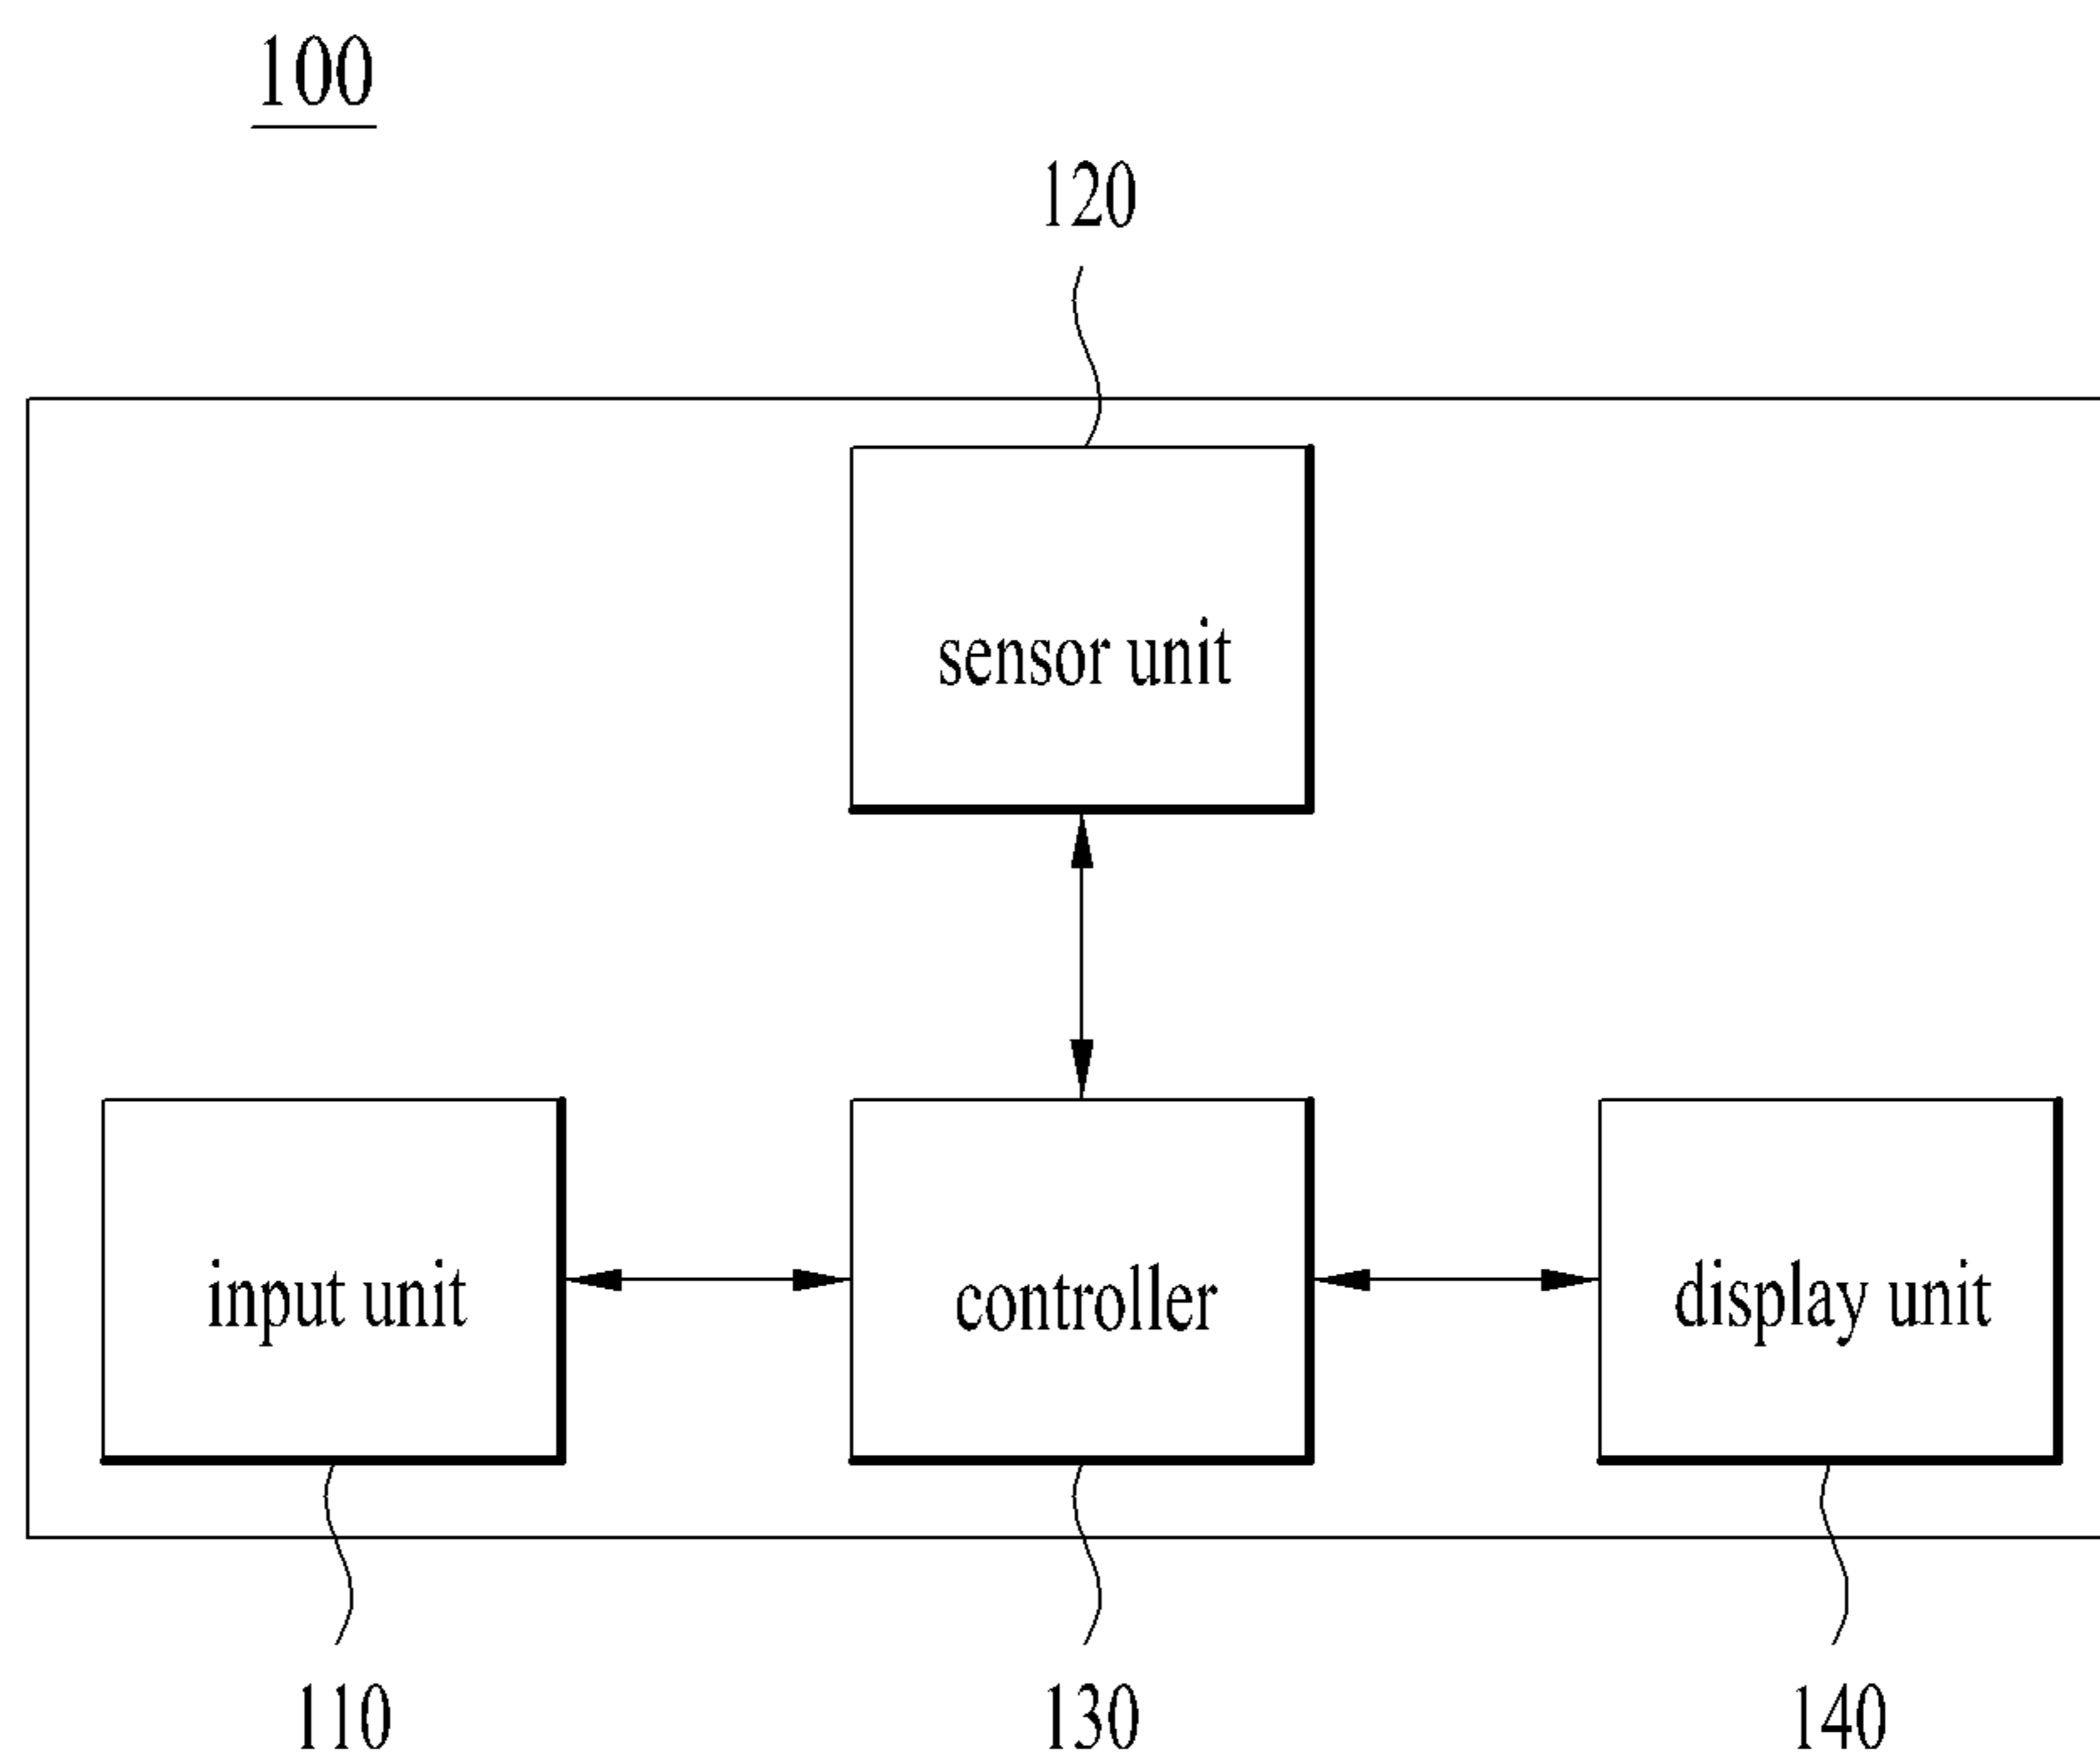 100
120
sensor unit
input unit
controller
display unit
110
130
140